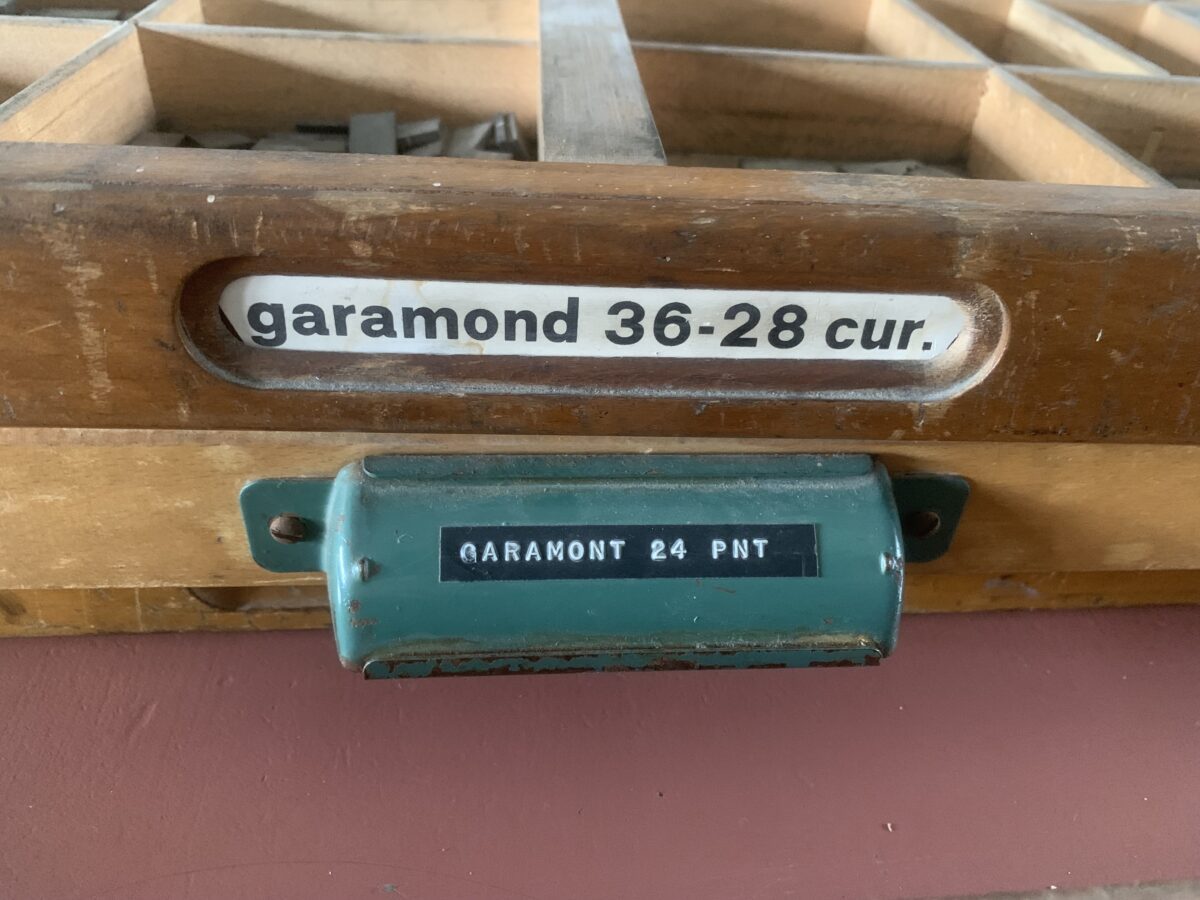 garamond 36-28 cur.
GARAMONT 24 PNT